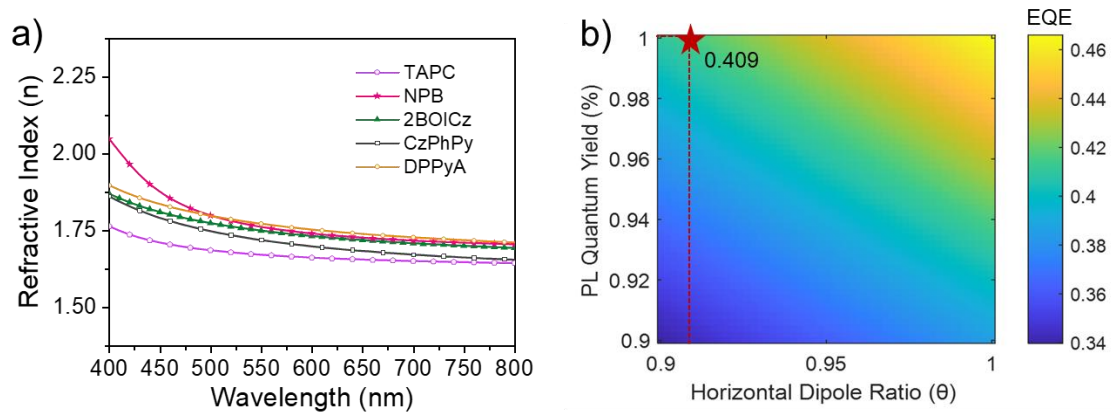 a)
Refractive Index (n)
2.25
2.00
1.75
1.50
TAPC
NPB
2BOICz
CzPhPy
DPPyA
400 450 500 550 600 650 700 750 800
Wavelength (nm)
b)
PL Quantum Yield (%)
1
0.98
0.96
0.94
0.92
0.9
0.409
0.9 0.95 1
Horizontal Dipole Ratio (θ)
EQE
0.46
0.44
0.42
0.4
0.38
0.36
0.34